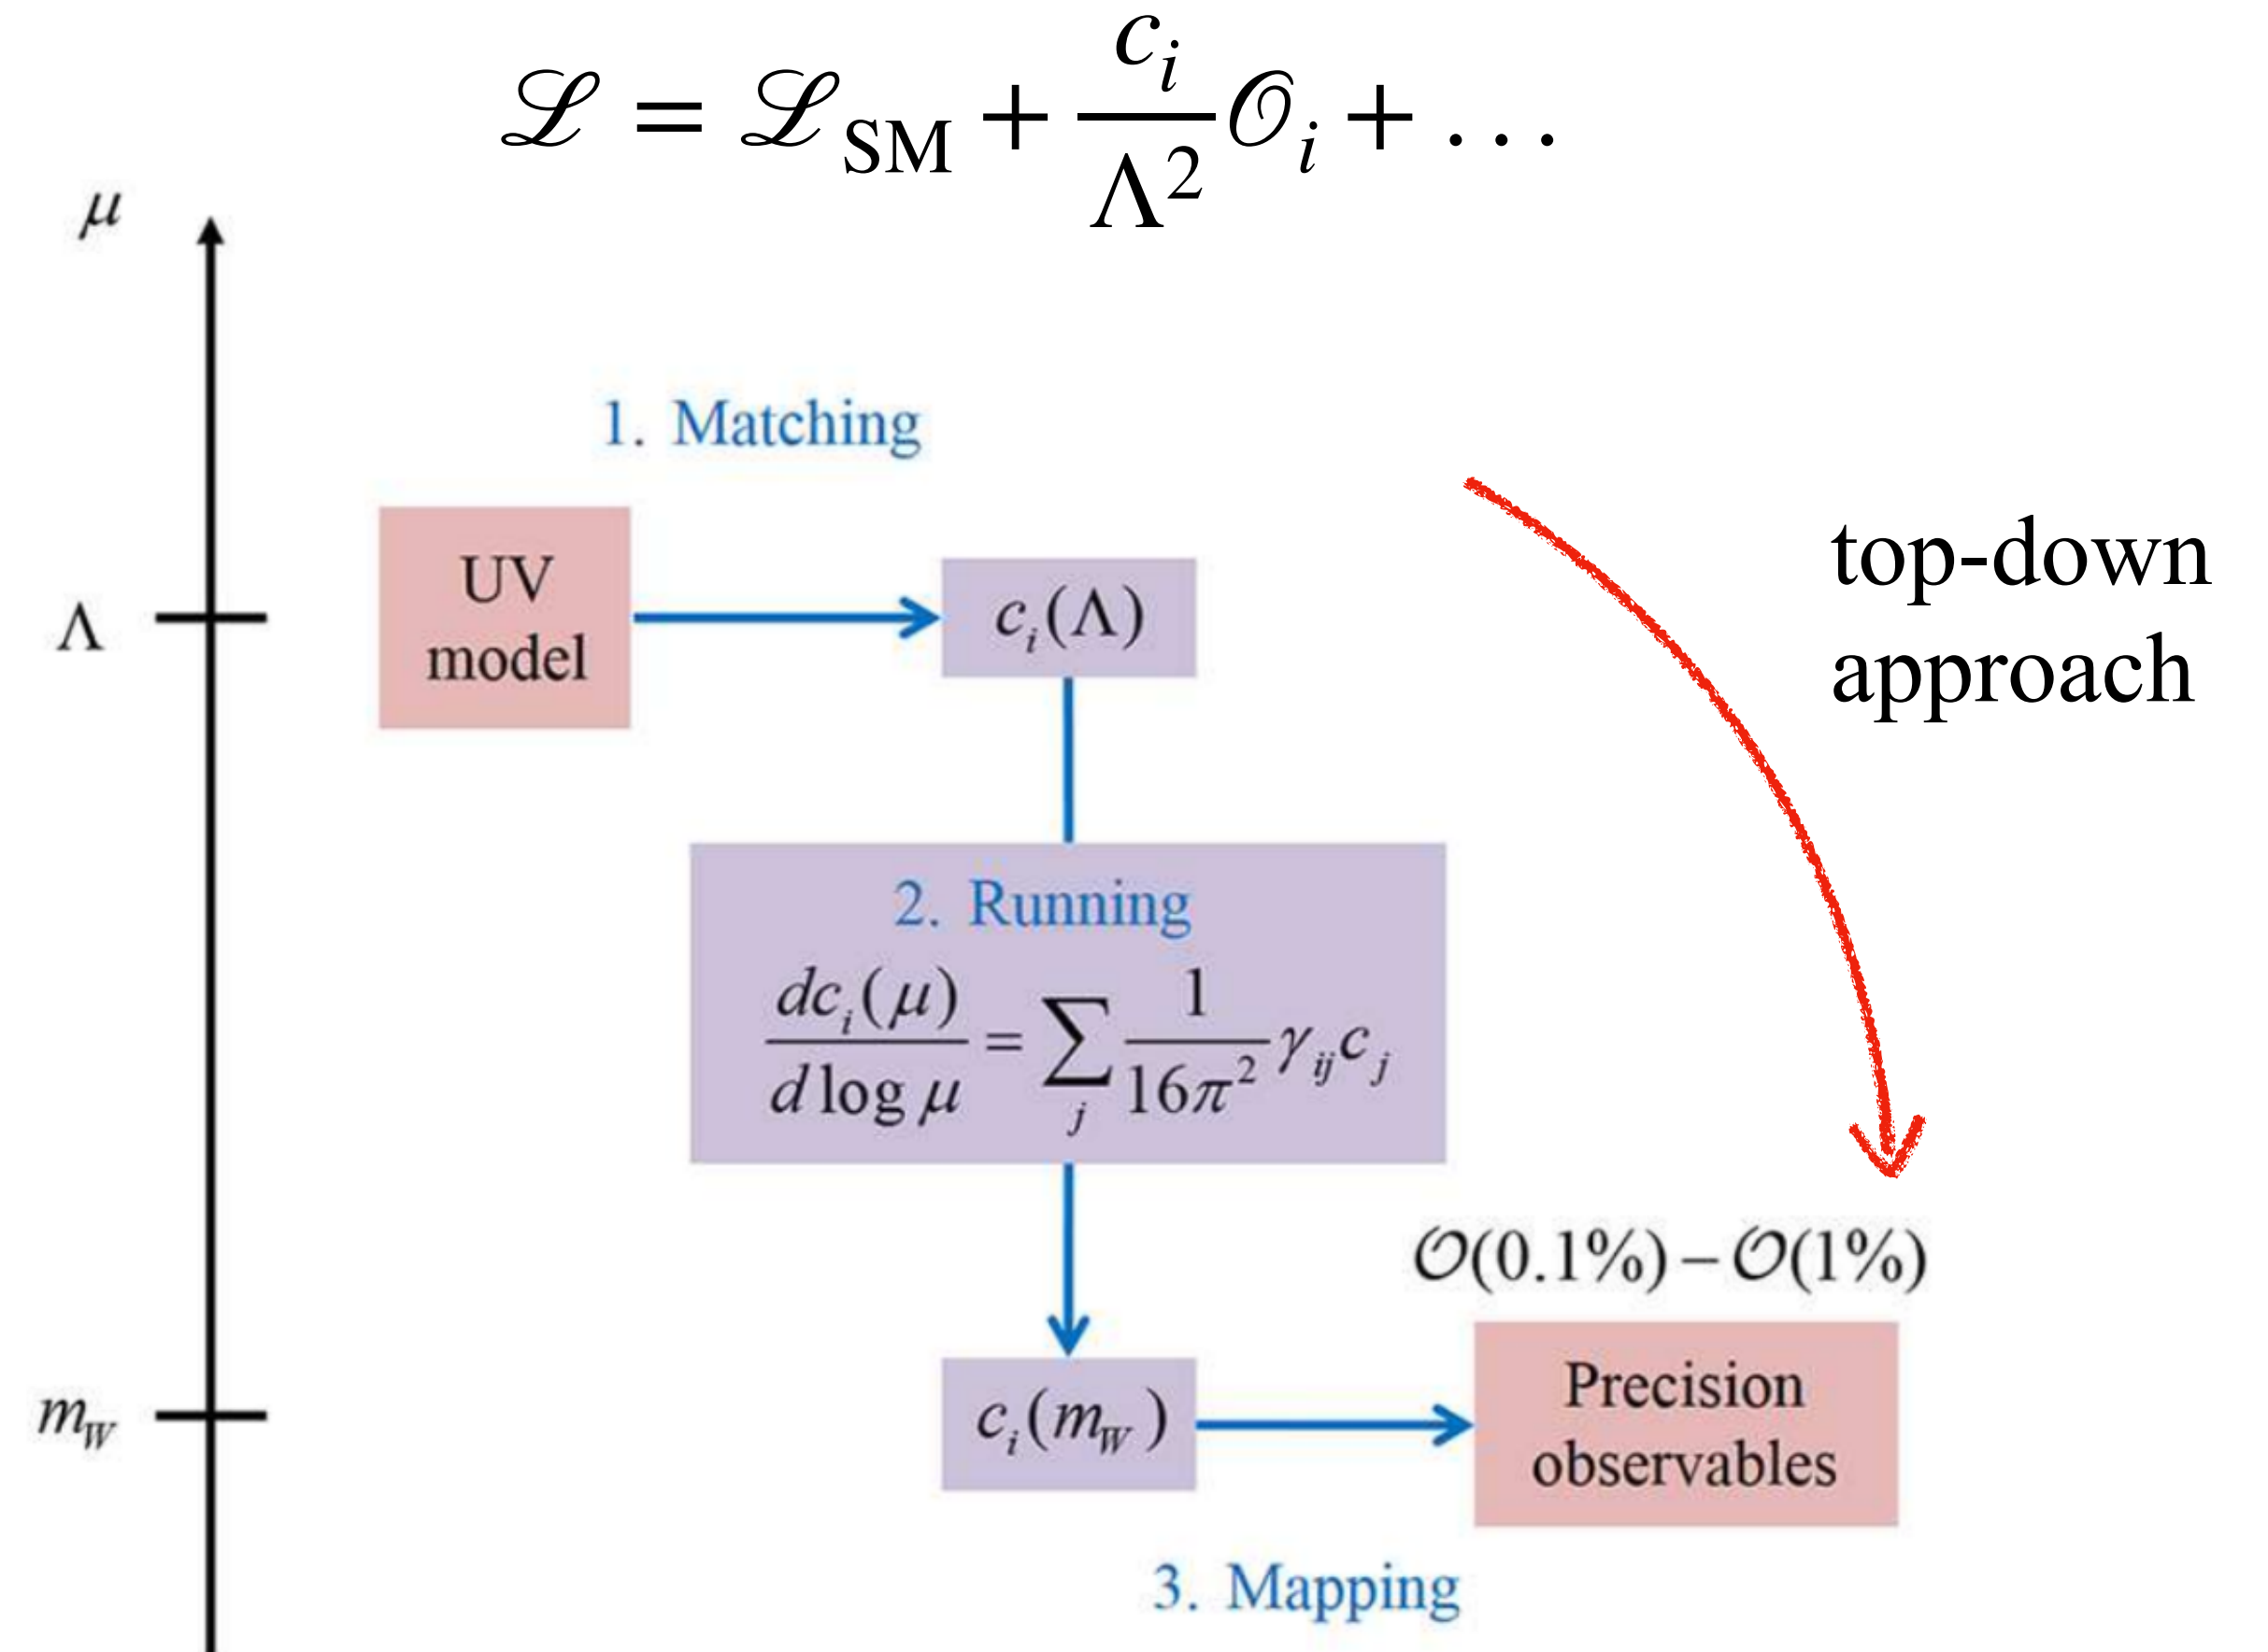 ℒ = ℒ_SM + c_i/Λ² 𝒪_i + …
μ
1. Matching
UV
model
c_i(Λ)
Λ
top-down
approach
2. Running
dc_i(μ)/d log μ = ∑_j 1/16π² γ_ij c_j
𝒪(0.1%) – 𝒪(1%)
m_W
c_i(m_W)
Precision
observables
3. Mapping